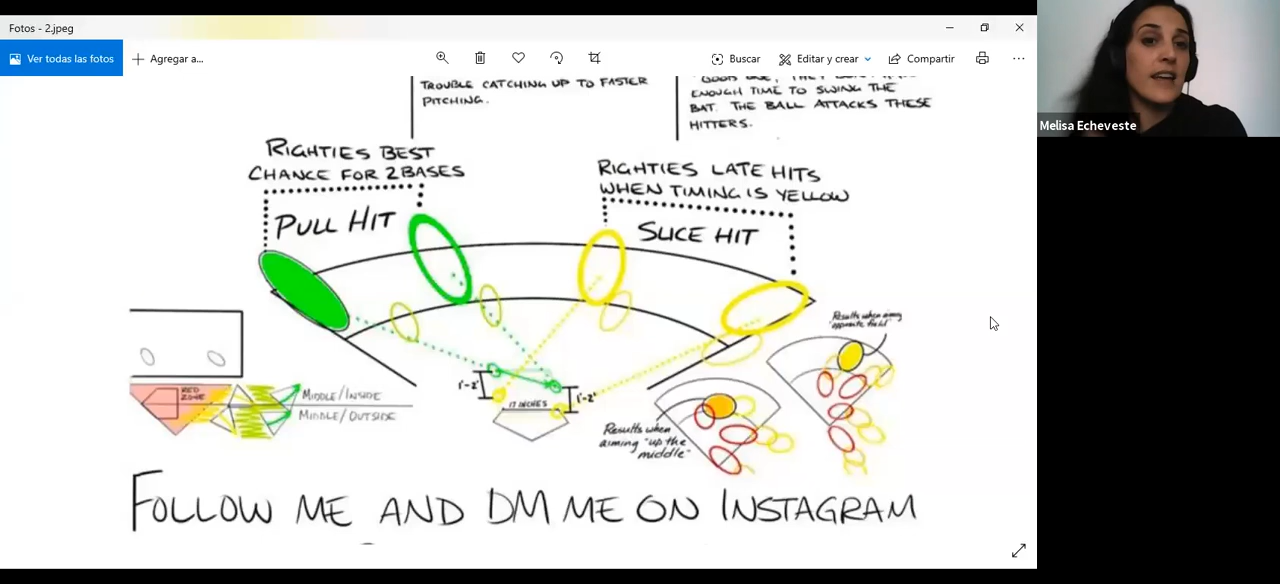 Fotos - 2.jpeg
Ver todas las fotos
Agregar a...
Buscar
Editar y crear
Compartir
TROUBLE CATCHING UP TO FASTER
PITCHING.
ENOUGH TIME TO SWING THE
BAT. THE BALL ATTACKS THESE
HITTERS.
Melisa Echeveste
RIGHTIES BEST
CHANCE FOR 2 BASES
RIGHTIES LATE HITS
WHEN TIMING IS YELLOW
PULL HIT
SLICE HIT
Results when aiming
"opposite field"
RED
ZONE
MIDDLE/INSIDE
MIDDLE/OUTSIDE
1'-2'
1'-2'
17 INCHES
Results when
aiming "up the
middle"
FOLLOW ME AND DM ME ON INSTAGRAM